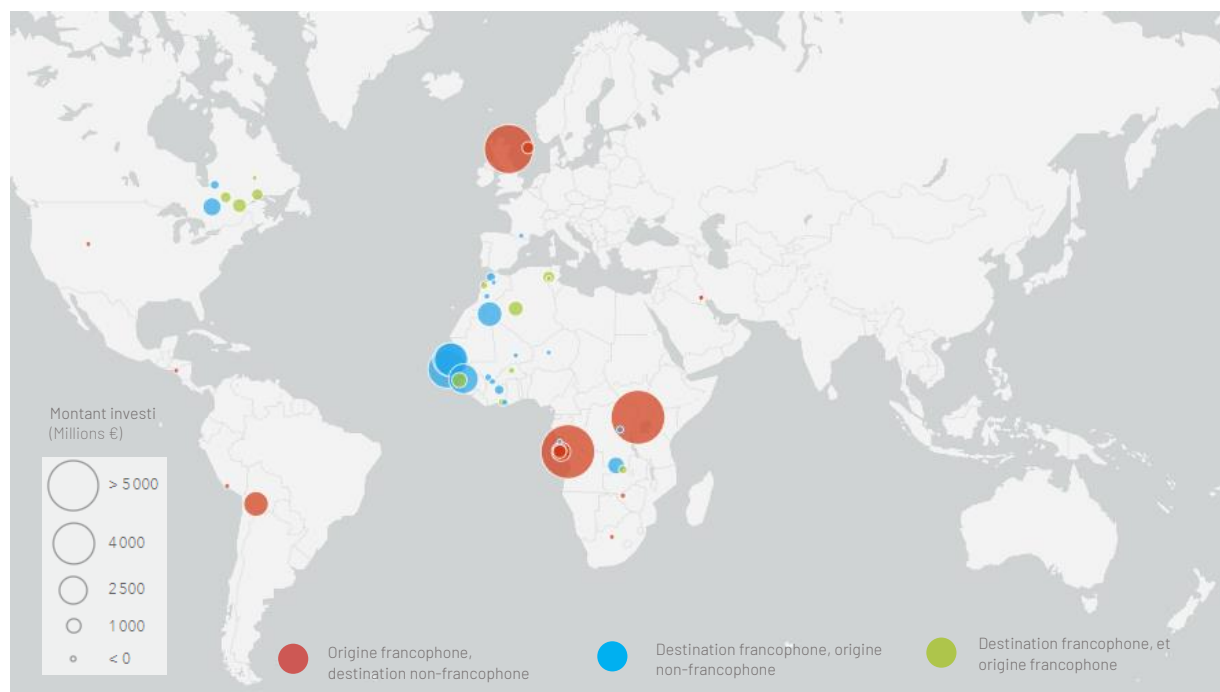 Montant investi
(Millions €)
> 5 000
4 000
2 500
1 000
< 0
Origine francophone,
destination non-francophone
Destination francophone, origine
non-francophone
Destination francophone, et
origine francophone